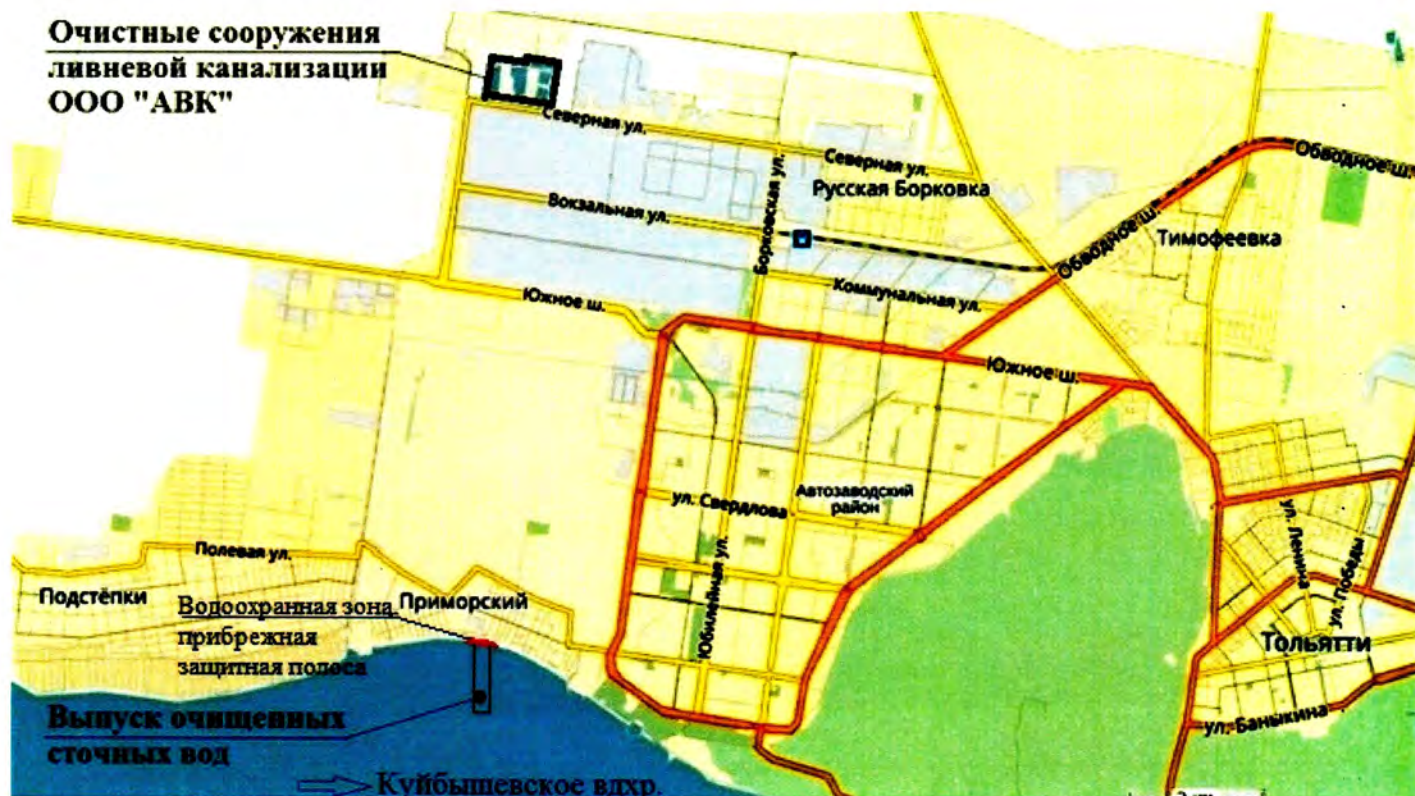 Очистные сооружения
ливневой канализации
ООО "АВК"
Северная ул.
Северная ул.
Русская Борковка
Обводное ш.
Обводное ш.
Тимофеевка
Вокзальная ул.
Борковская ул.
Коммунальная ул.
Южное ш.
Южное ш.
ул. Свердлова
Автозаводский
район
Юбилейная ул.
ул. Ленина
ул. Победы
Полевая ул.
Подстёпки
Приморский
Водоохранная зона
прибрежная
защитная полоса
Тольятти
ул. Баныкина
Выпуск очищенных
сточных вод
Куйбышевское вдхр.